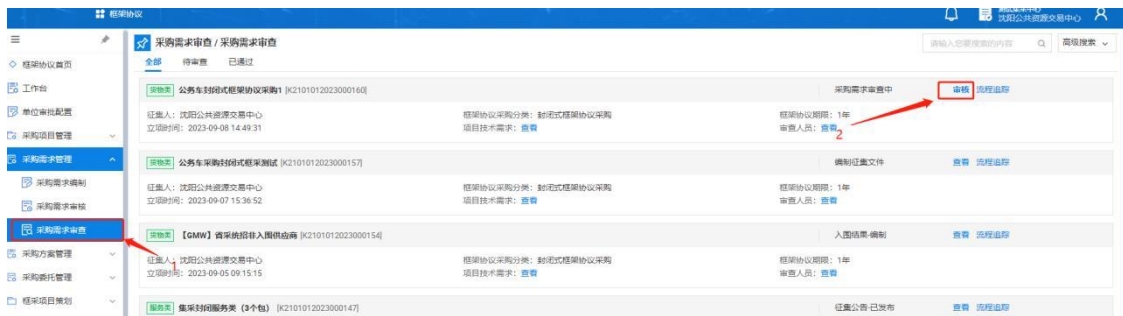 框架协议
沈阳公共资源交易中心
采购需求审查 / 采购需求审查
请输入您要搜索的内容
高级搜索
全部 待审查 已通过
框架协议首页
工作台
单位审批配置
采购项目管理
采购需求管理
采购需求编制
采购需求审核
采购需求审查
采购方案管理
采购委托管理
框采项目策划
货物类 公务车封闭式框架协议采购1 [K2101012023000160] 采购需求审查中 审核 流程追踪
征集人：沈阳公共资源交易中心 框架协议采购分类：封闭式框架协议采购 框架协议期限：1年
立项时间：2023-09-08 14:49:31 项目技术需求：查看 审查人员：查看
货物类 公务车采购封闭式框采测试 [K2101012023000157] 编制征集文件 查看 流程追踪
征集人：沈阳公共资源交易中心 框架协议采购分类：封闭式框架协议采购 框架协议期限：1年
立项时间：2023-09-07 15:36:52 项目技术需求：查看 审查人员：查看
货物类 【GMW】省采统招非入围供应商 [K2101012023000154] 入围结果-编制 查看 流程追踪
征集人：沈阳公共资源交易中心 框架协议采购分类：封闭式框架协议采购 框架协议期限：1年
立项时间：2023-09-05 09:15:15 项目技术需求：查看 审查人员：查看
服务类 集采封闭服务类（3个包） [K2101012023000147] 征集公告-已发布 查看 流程追踪
1
2